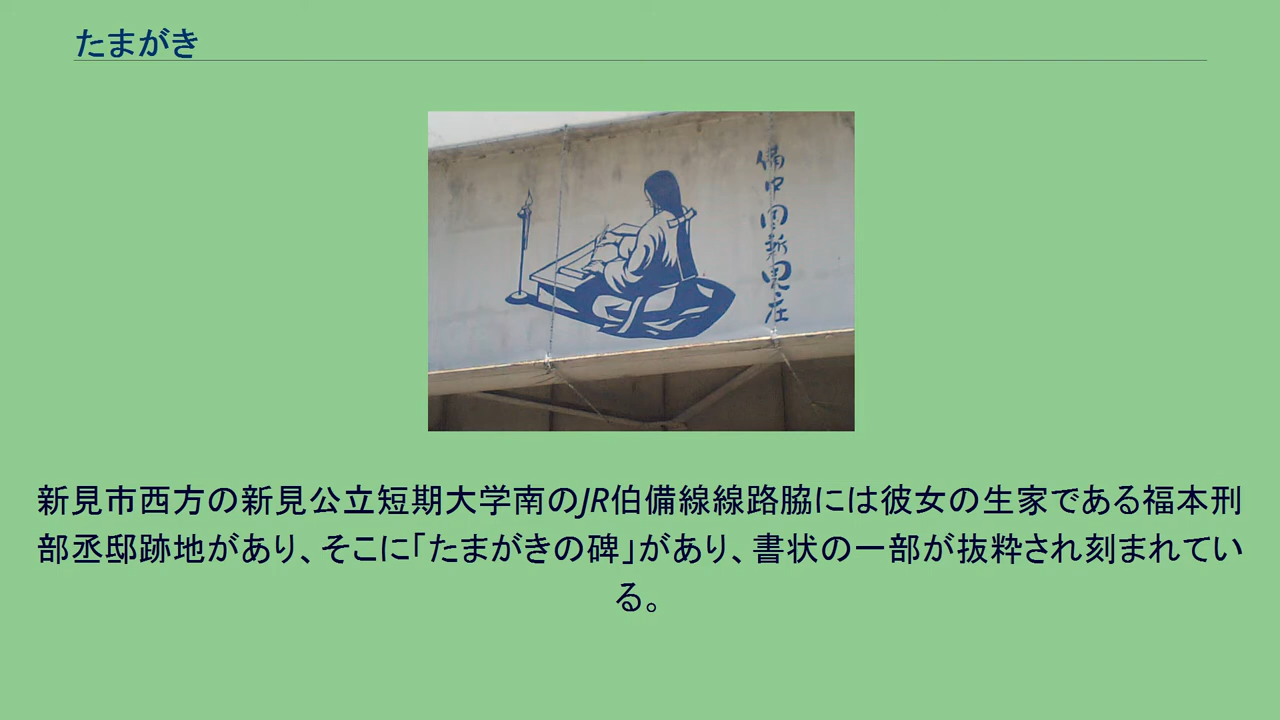 たまがき
備中国新見庄
新見市西方の新見公立短期大学南のJR伯備線線路脇には彼女の生家である福本刑
部丞邸跡地があり、そこに｢たまがきの碑｣があり、書状の一部が抜粋され刻まれてい
る。